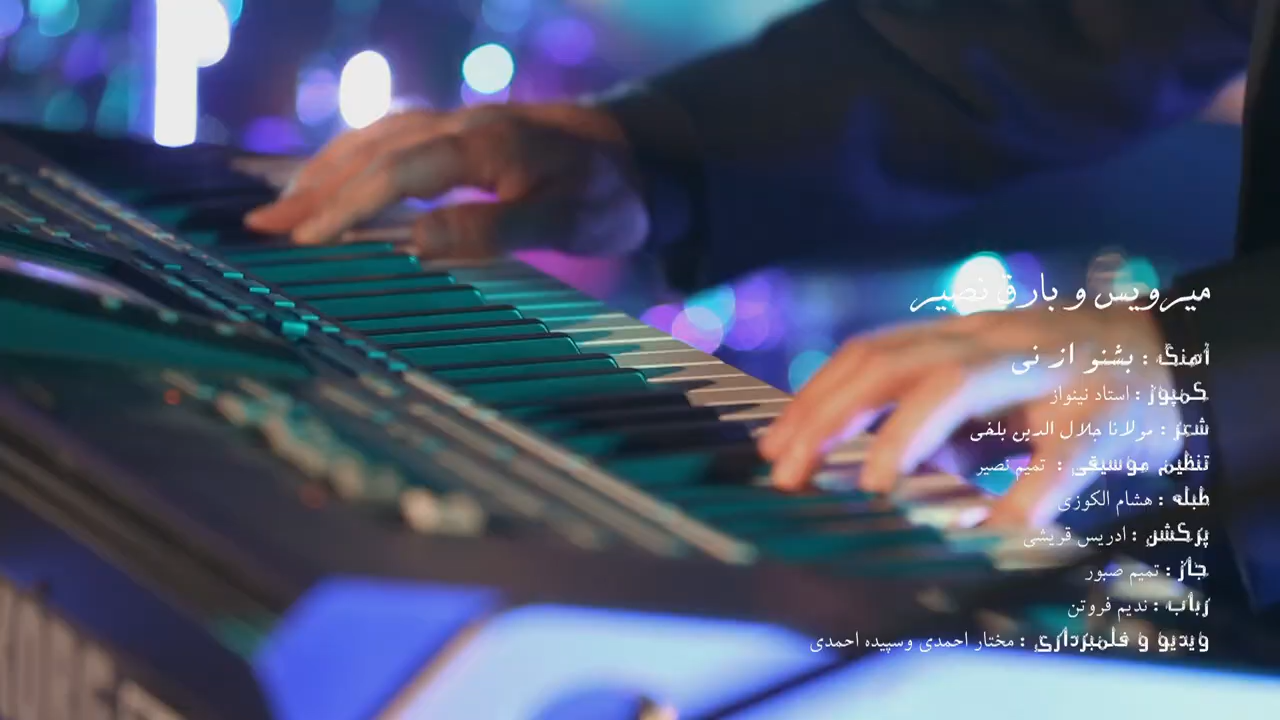 میرویس و بارق نصیر
آهنگ : بشنو از نی
کمپوز : استاد نینواز
شعر : مولانا جلال الدین بلخی
تنظیم موسیقی : تمیم نصیر
طبله : هشام الکوزی
پرکشن : ادریس قریشی
جاز : تمیم صبور
رباب : ندیم فروتن
ویدیو و فلمبرداری : مختار احمدی وسپیده احمدی